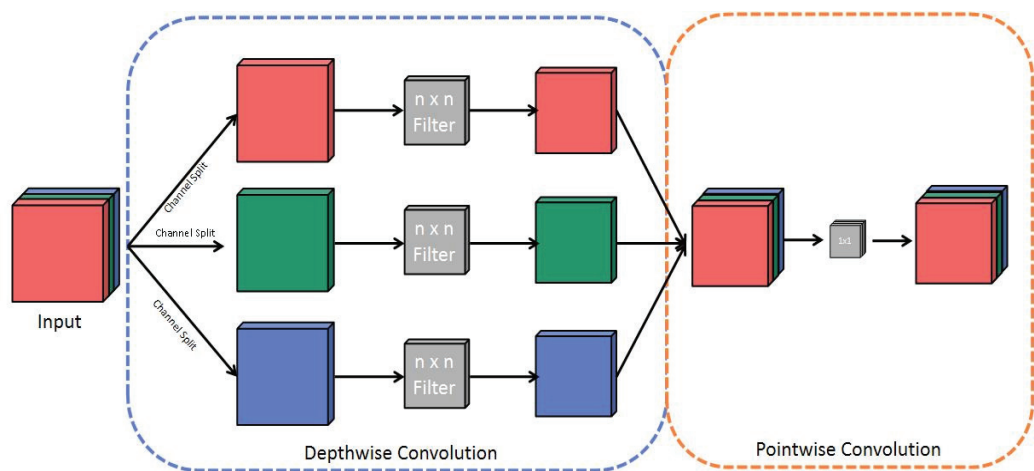 n x n
Filter
Channel Split
Channel Split
n x n
Filter
1x1
Input
Channel Split
n x n
Filter
Depthwise Convolution
Pointwise Convolution